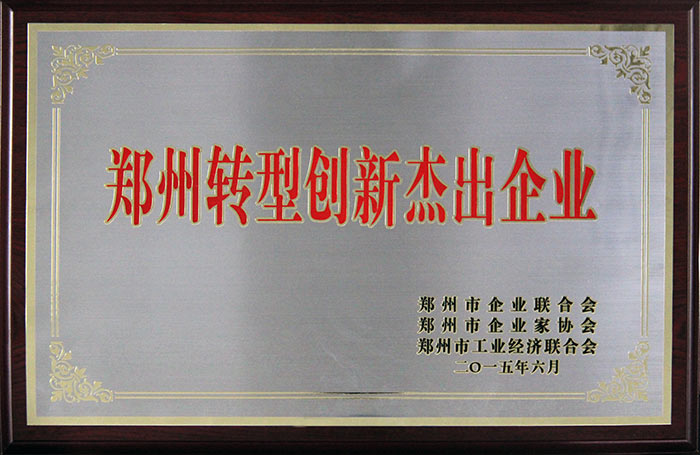 郑州转型创新杰出企业
郑州市企业联合会
郑州市企业家协会
郑州市工业经济联合会
二〇一五年六月